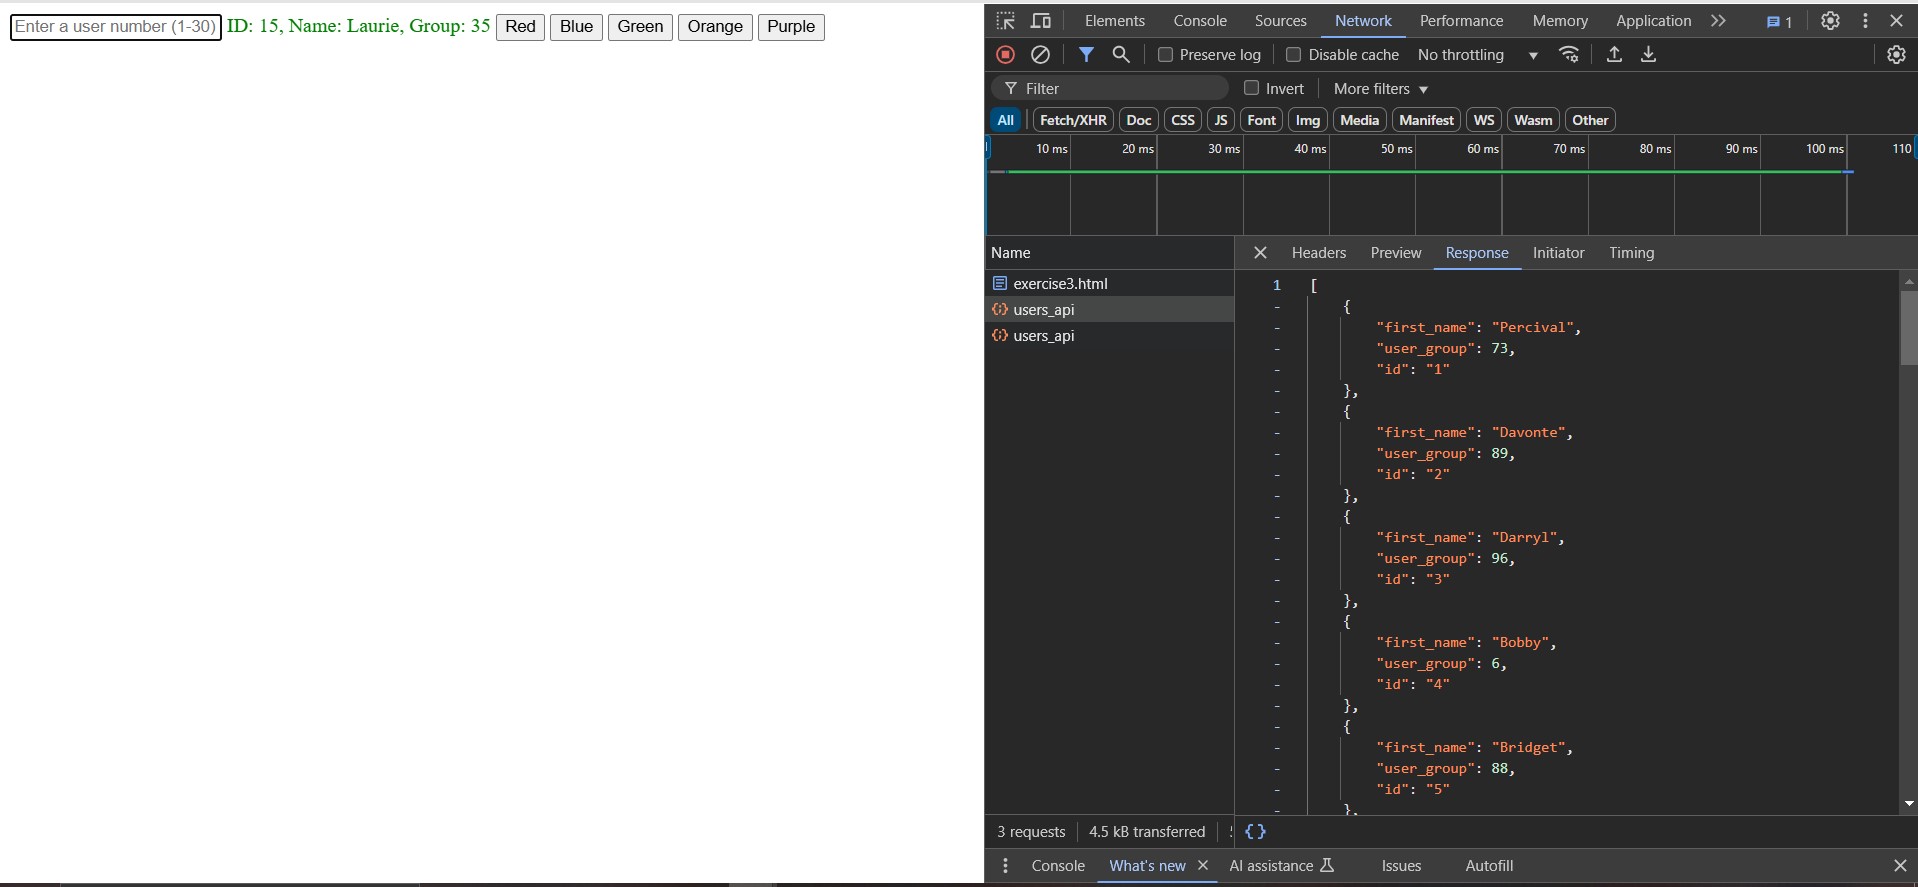 Enter a user number (1-30) ID: 15, Name: Laurie, Group: 35 Red Blue Green Orange Purple
Elements Console Sources Network Performance Memory Application 1
Preserve log Disable cache No throttling
Filter Invert More filters
All Fetch/XHR Doc CSS JS Font Img Media Manifest WS Wasm Other
10 ms 20 ms 30 ms 40 ms 50 ms 60 ms 70 ms 80 ms 90 ms 100 ms 110
Name
exercise3.html
users_api
users_api
Headers Preview Response Initiator Timing
1 [
- {
- "first_name": "Percival",
- "user_group": 73,
- "id": "1"
- },
- {
- "first_name": "Davonte",
- "user_group": 89,
- "id": "2"
- },
- {
- "first_name": "Darryl",
- "user_group": 96,
- "id": "3"
- },
- {
- "first_name": "Bobby",
- "user_group": 6,
- "id": "4"
- },
- {
- "first_name": "Bridget",
- "user_group": 88,
- "id": "5"
- },
3 requests 4.5 kB transferred {}
Console What's new AI assistance Issues Autofill